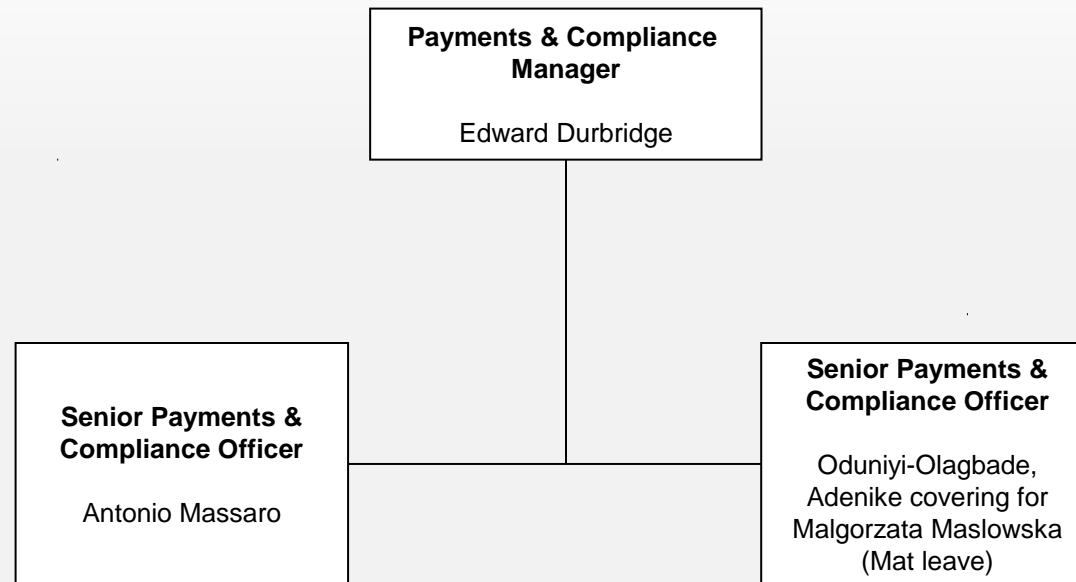 Payments & Compliance
Manager
Edward Durbridge
Senior Payments &
Compliance Officer
Antonio Massaro
Senior Payments &
Compliance Officer
Oduniyi-Olagbade,
Adenike covering for
Malgorzata Maslowska
(Mat leave)